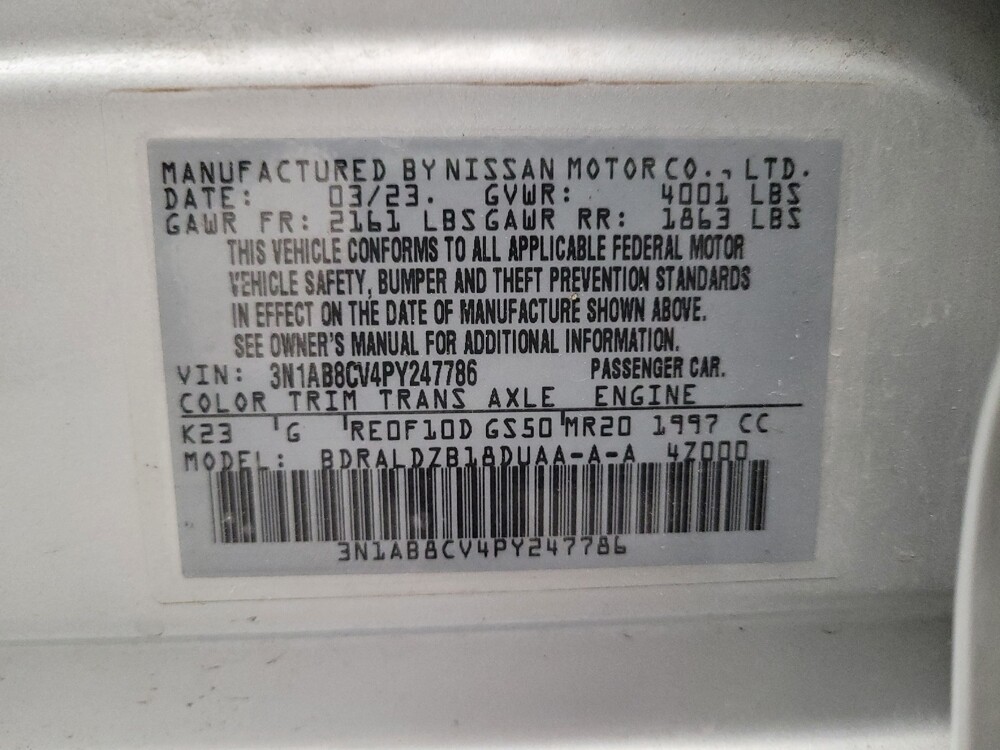 MANUFACTURED BY NISSAN MOTOR CO., LTD.
DATE: 03/23. GVWR: 4001 LBS
GAWR FR: 2161 LBS GAWR RR: 1863 LBS
THIS VEHICLE CONFORMS TO ALL APPLICABLE FEDERAL MOTOR
VEHICLE SAFETY, BUMPER AND THEFT PREVENTION STANDARDS
IN EFFECT ON THE DATE OF MANUFACTURE SHOWN ABOVE.
SEE OWNER'S MANUAL FOR ADDITIONAL INFORMATION.
VIN: 3N1AB8CV4PY247786 PASSENGER CAR.
COLOR TRIM TRANS AXLE ENGINE
K23 G RE0F10D GS50 MR20 1997 CC
MODEL: BDRALDZB18DUAA-A-A 4Z000
3N1AB8CV4PY247786